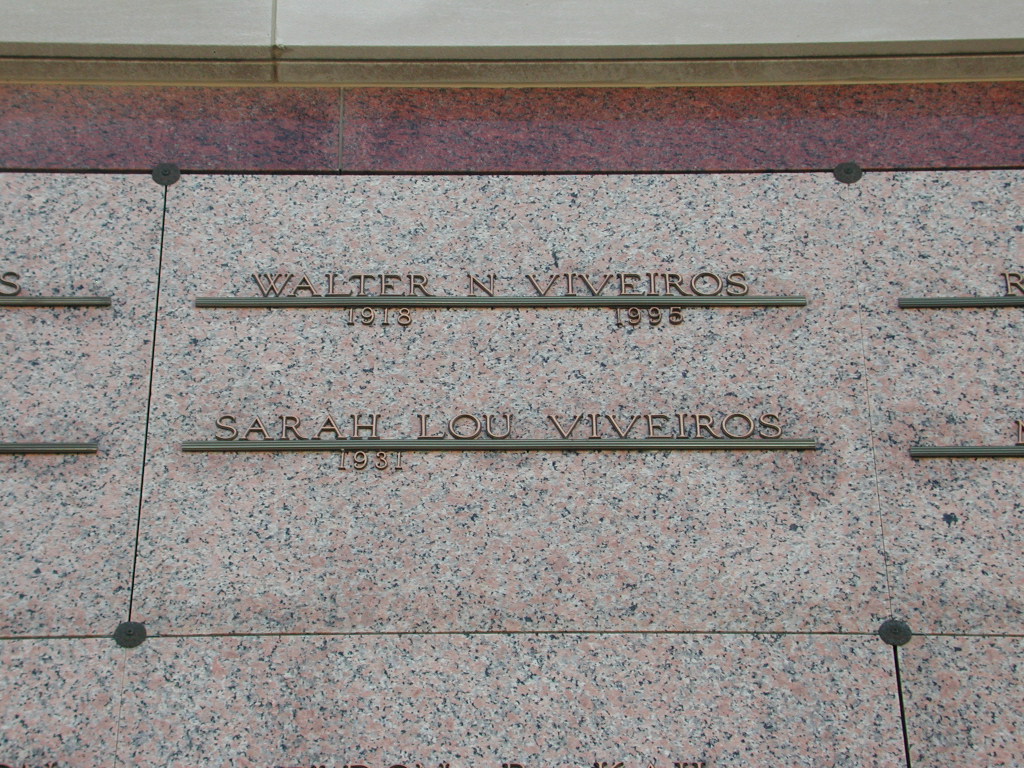 WALTER N VIVEIROS
1918 1995
SARAH LOU VIVEIROS
1931